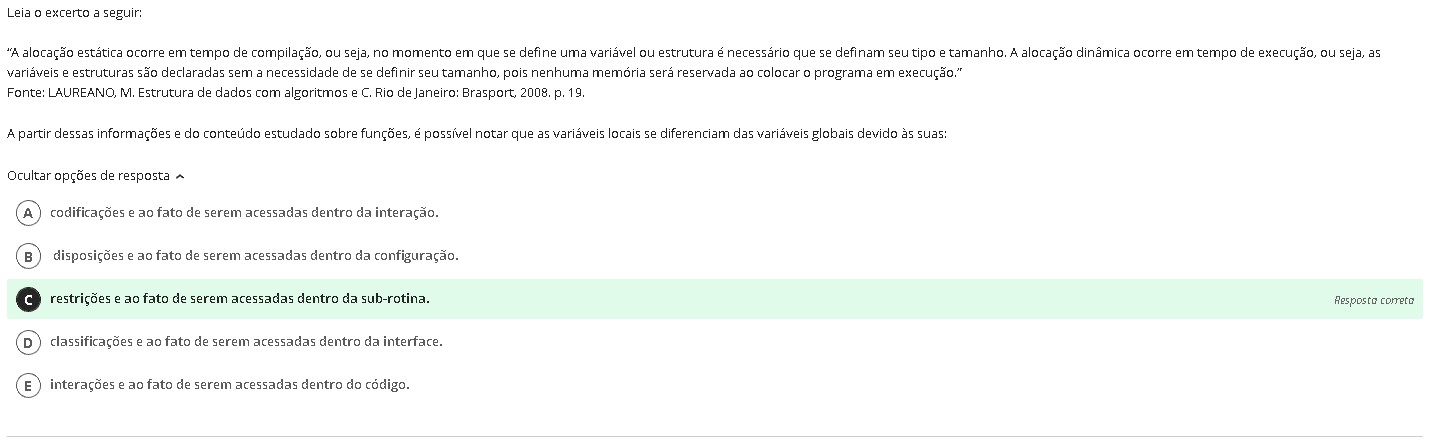 Leia o excerto a seguir:
“A alocação estática ocorre em tempo de compilação, ou seja, no momento em que se define uma variável ou estrutura é necessário que se definam seu tipo e tamanho. A alocação dinâmica ocorre em tempo de execução, ou seja, as
variáveis e estruturas são declaradas sem a necessidade de se definir seu tamanho, pois nenhuma memória será reservada ao colocar o programa em execução.”
Fonte: LAUREANO, M. Estrutura de dados com algoritmos e C. Rio de Janeiro: Brasport, 2008. p. 19.
A partir dessas informações e do conteúdo estudado sobre funções, é possível notar que as variáveis locais se diferenciam das variáveis globais devido às suas:
Ocultar opções de resposta
A codificações e ao fato de serem acessadas dentro da interação.
B disposições e ao fato de serem acessadas dentro da configuração.
C restrições e ao fato de serem acessadas dentro da sub-rotina. Resposta correta
D classificações e ao fato de serem acessadas dentro da interface.
E interações e ao fato de serem acessadas dentro do código.